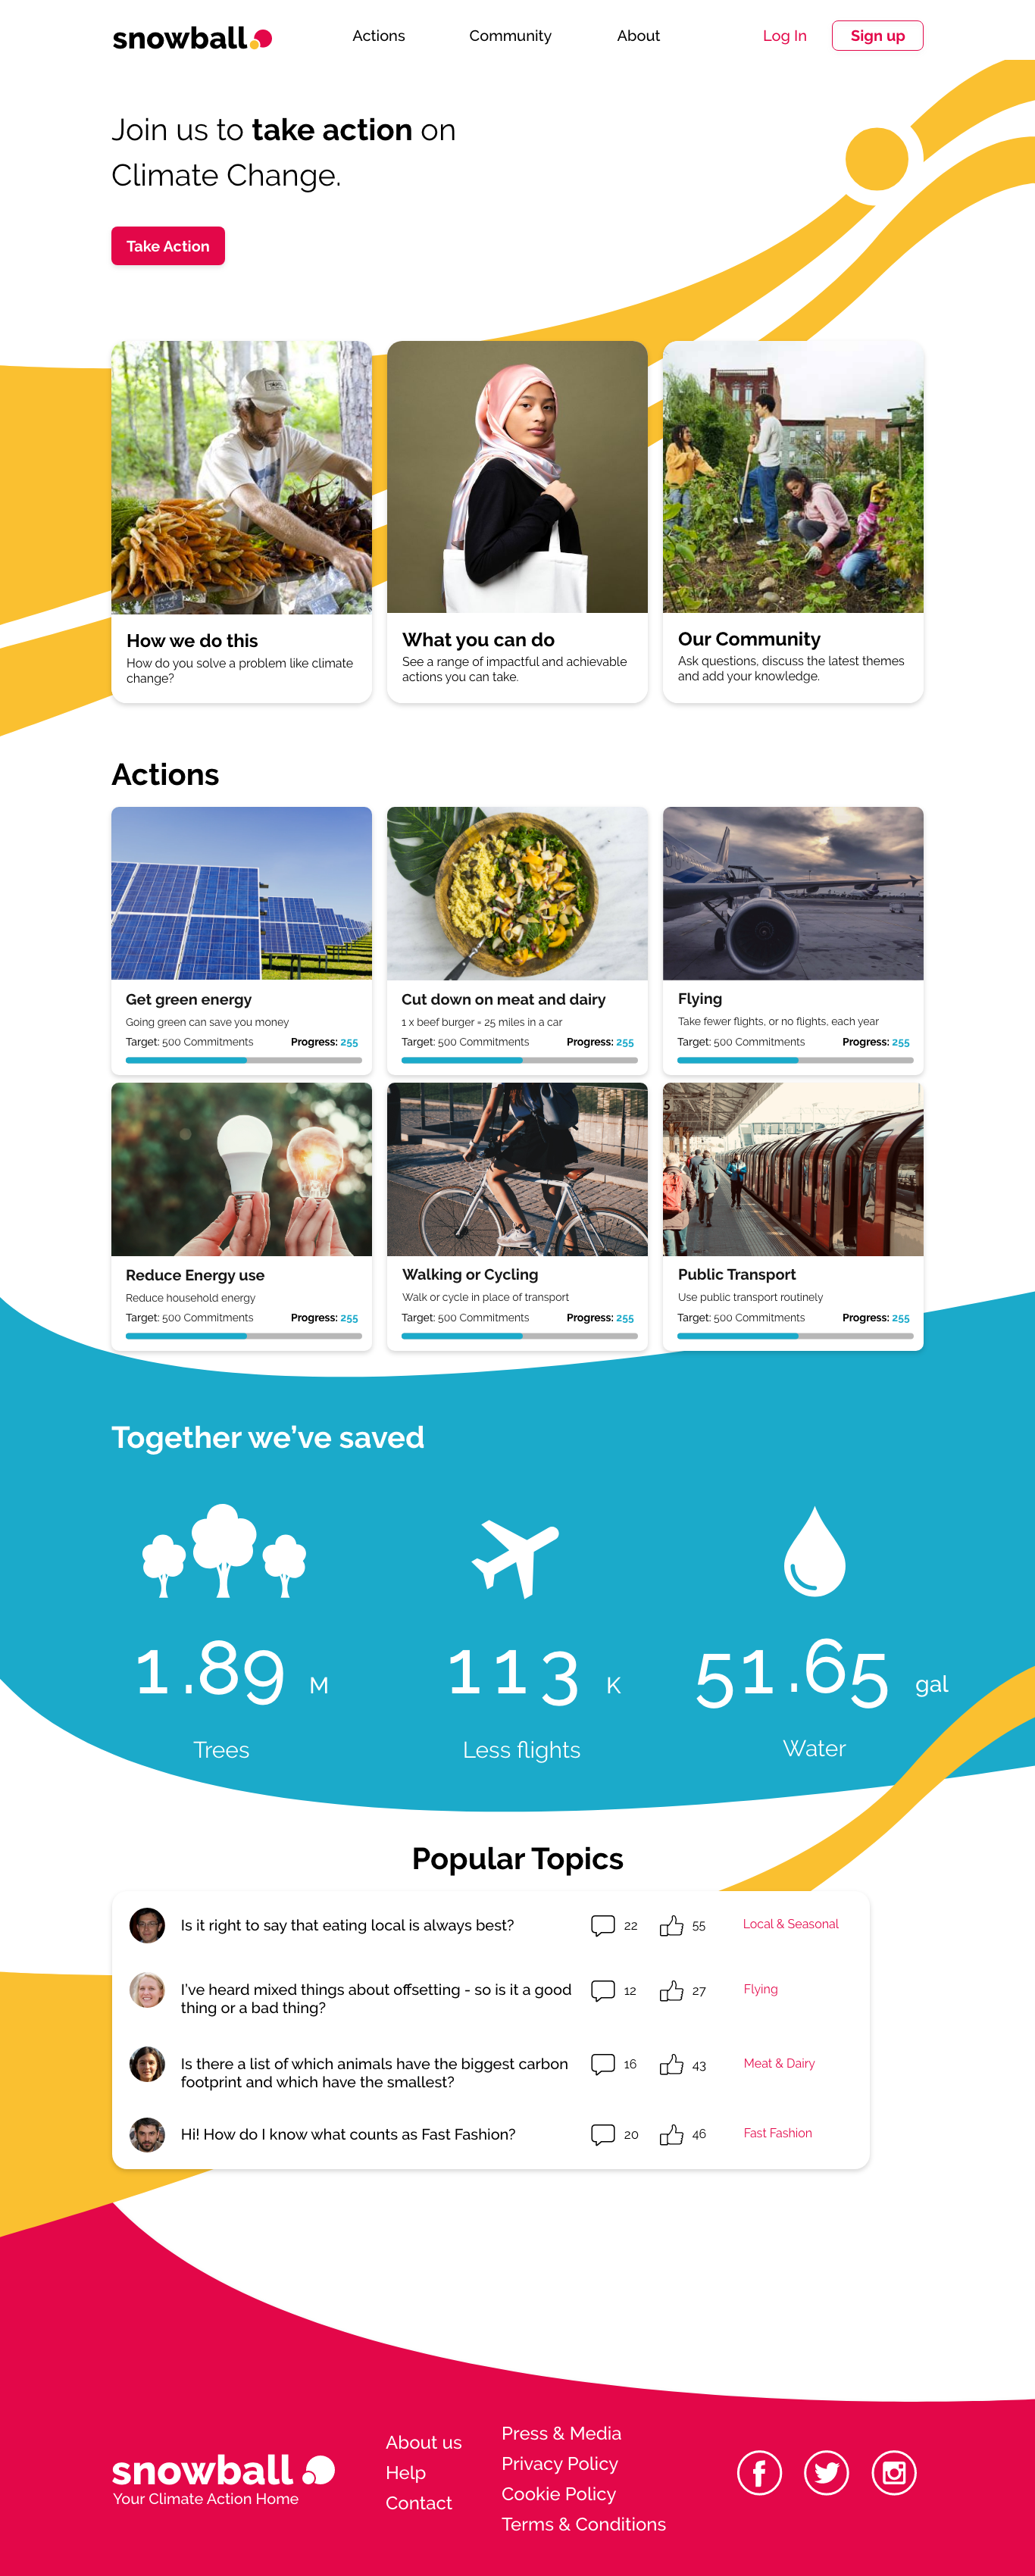 snowball
Actions
Community
About
Log In
Sign up
Join us to take action on
Climate Change.
Take Action
How we do this
How do you solve a problem like climate
change?
What you can do
See a range of impactful and achievable
actions you can take.
Our Community
Ask questions, discuss the latest themes
and add your knowledge.
Actions
Get green energy
Going green can save you money
Target: 500 Commitments
Progress: 255
Cut down on meat and dairy
1 x beef burger = 25 miles in a car
Target: 500 Commitments
Progress: 255
Flying
Take fewer flights, or no flights, each year
Target: 500 Commitments
Progress: 255
5
Reduce Energy use
Reduce household energy
Target: 500 Commitments
Progress: 255
Walking or Cycling
Walk or cycle in place of transport
Target: 500 Commitments
Progress: 255
Public Transport
Use public transport routinely
Target: 500 Commitments
Progress: 255
Together we’ve saved
1.89 M
Trees
113 K
Less flights
51.65 gal
Water
Popular Topics
Is it right to say that eating local is always best?
22
55
Local & Seasonal
I’ve heard mixed things about offsetting - so is it a good
thing or a bad thing?
12
27
Flying
Is there a list of which animals have the biggest carbon
footprint and which have the smallest?
16
43
Meat & Dairy
Hi! How do I know what counts as Fast Fashion?
20
46
Fast Fashion
snowball
Your Climate Action Home
About us
Help
Contact
Press & Media
Privacy Policy
Cookie Policy
Terms & Conditions